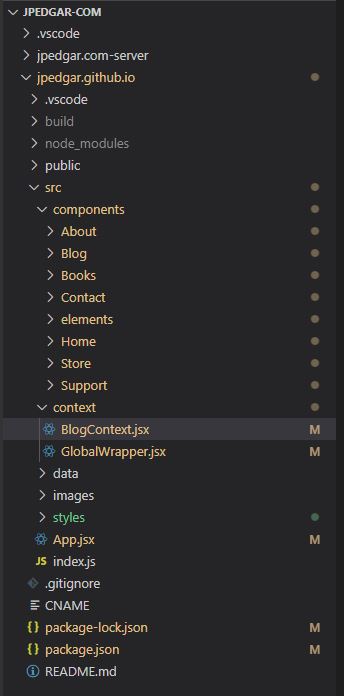 JPEDGAR-COM
.vscode
jpedgar.com-server
jpedgar.github.io
.vscode
build
node_modules
public
src
components
About
Blog
Books
Contact
elements
Home
Store
Support
context
BlogContext.jsx M
GlobalWrapper.jsx M
data
images
styles
App.jsx M
JS index.js
.gitignore
CNAME
{} package-lock.json M
{} package.json M
README.md